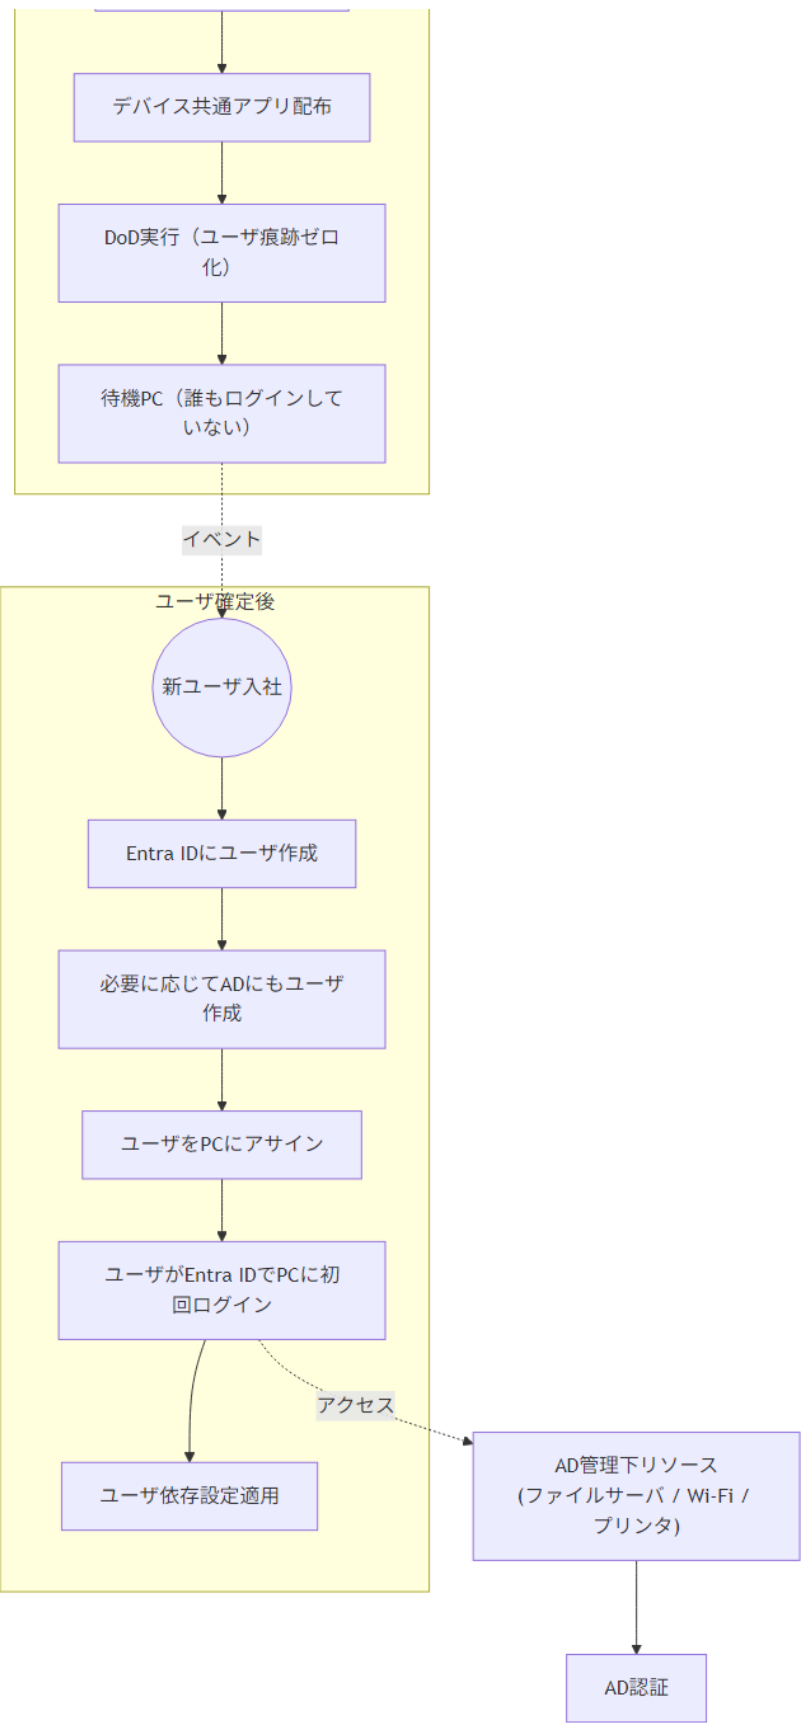 デバイス共通アプリ配布
DoD実行（ユーザ痕跡ゼロ
化）
待機PC（誰もログインして
いない）
イベント
ユーザ確定後
新ユーザ入社
Entra IDにユーザ作成
必要に応じてADにもユーザ
作成
ユーザをPCにアサイン
ユーザがEntra IDでPCに初
回ログイン
アクセス
ユーザ依存設定適用
AD管理下リソース
(ファイルサーバ / Wi-Fi /
プリンタ)
AD認証